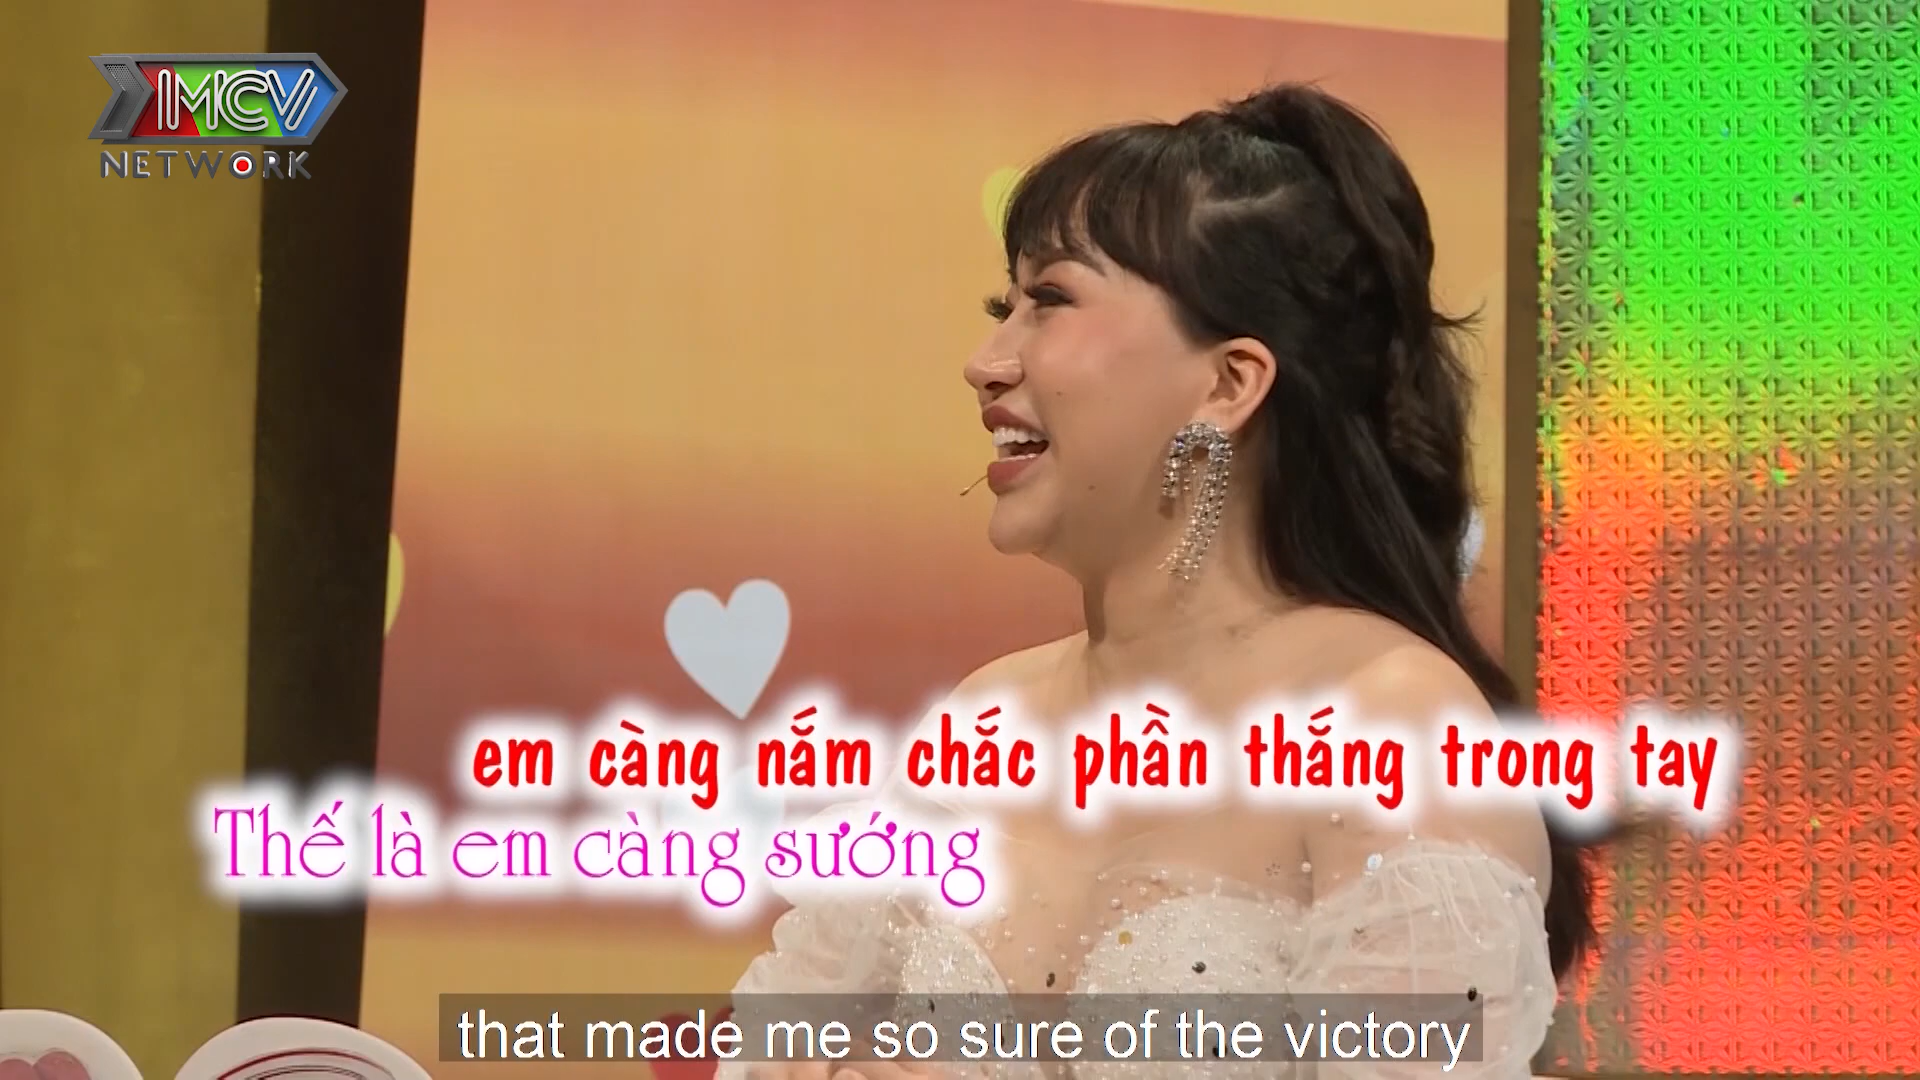 MCV
NETWORK
em càng nắm chắc phần thắng trong tay
Thế là em càng sướng
that made me so sure of the victory